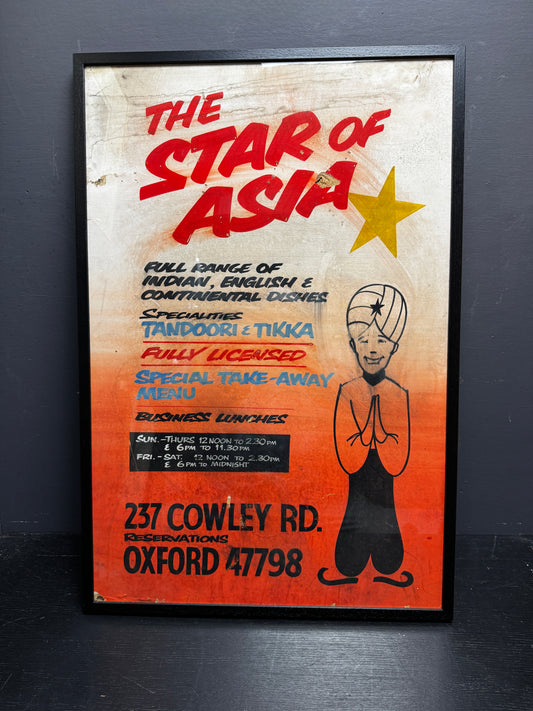 THE
STAR OF
ASIA
FULL RANGE OF
INDIAN, ENGLISH &
CONTINENTAL DISHES
SPECIALITIES
TANDOORI & TIKKA
FULLY LICENSED
SPECIAL TAKE-AWAY
MENU
BUSINESS LUNCHES
SUN.-THURS 12 NOON TO 2.30PM
& 6PM TO 11.30PM
FRI.-SAT. 12 NOON TO 2.30PM
& 6PM TO MIDNIGHT
237 COWLEY RD.
RESERVATIONS
OXFORD 47798